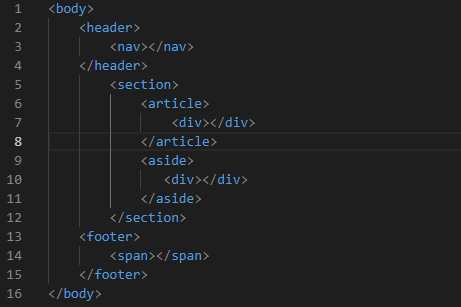 1 <body>
2     <header>
3         <nav></nav>
4     </header>
5         <section>
6             <article>
7                 <div></div>
8             </article>
9             <aside>
10                <div></div>
11            </aside>
12        </section>
13    <footer>
14        <span></span>
15    </footer>
16 </body>